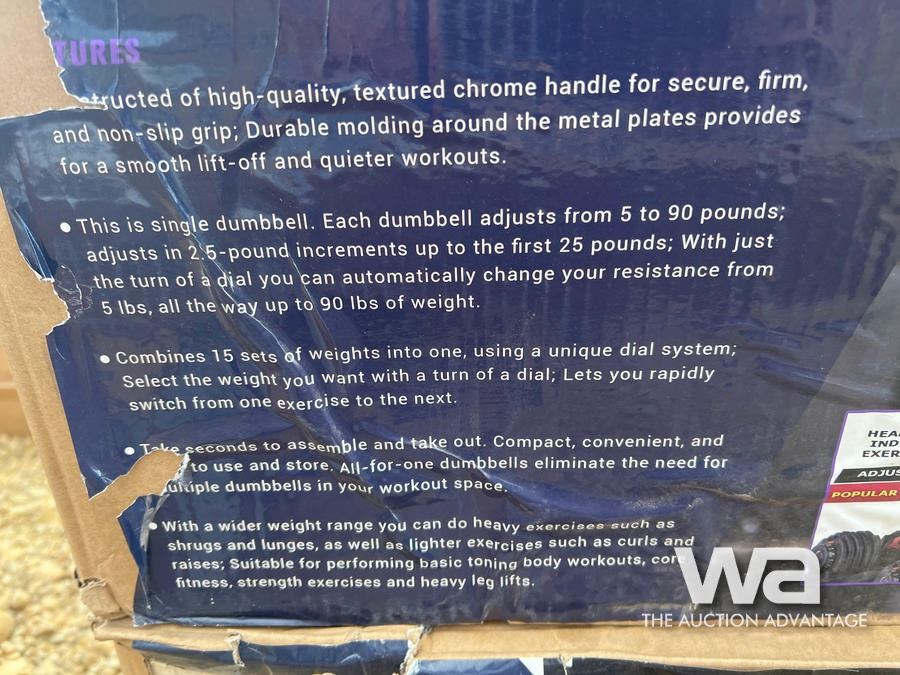 TURES
structed of high-quality, textured chrome handle for secure, firm,
and non-slip grip; Durable molding around the metal plates provides
for a smooth lift-off and quieter workouts.
• This is single dumbbell. Each dumbbell adjusts from 5 to 90 pounds;
adjusts in 2.5-pound increments up to the first 25 pounds; With just
the turn of a dial you can automatically change your resistance from
5 lbs, all the way up to 90 lbs of weight.
• Combines 15 sets of weights into one, using a unique dial system;
Select the weight you want with a turn of a dial; Lets you rapidly
switch from one exercise to the next.
• Take seconds to assemble and take out. Compact, convenient, and
to use and store. All-for-one dumbbells eliminate the need for
multiple dumbbells in your workout space.
• With a wider weight range you can do heavy exercises such as
shrugs and lunges, as well as lighter exercises such as curls and
raises; Suitable for performing basic toning body workouts, core
fitness, strength exercises and heavy leg lifts.
HEA
IND
EXER
ADJUS
POPULAR
wa
THE AUCTION ADVANTAGE